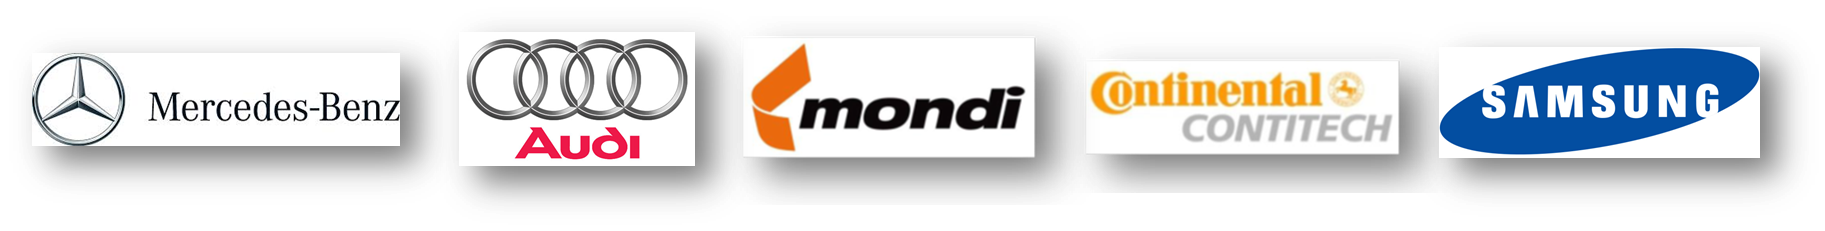 Mercedes-Benz
Audi
mondi
Continental
CONTITECH
SAMSUNG